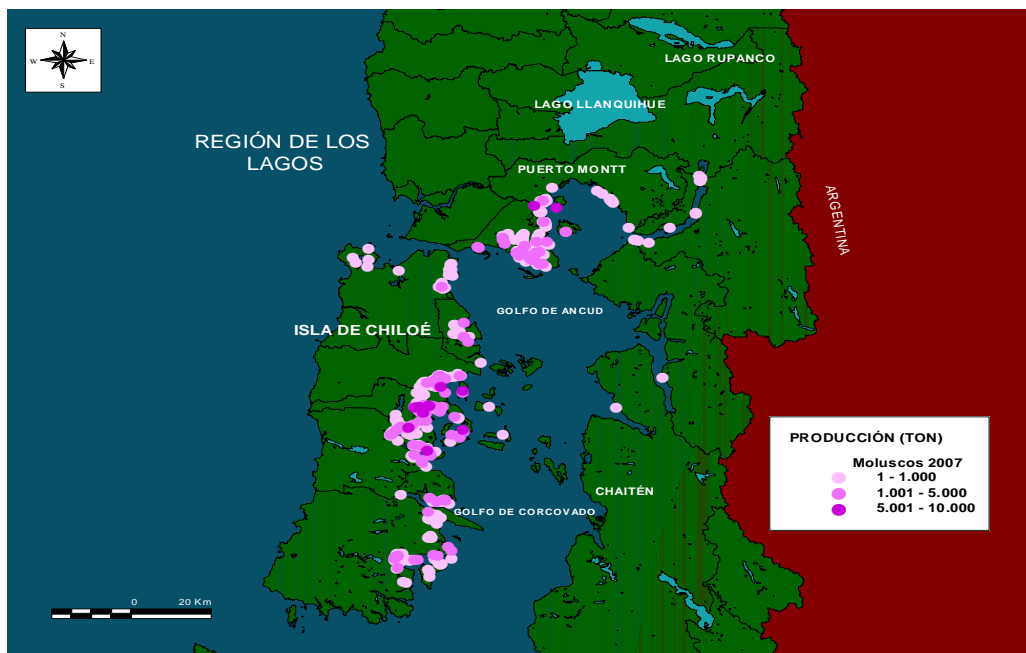 N
W E
S
LAGO RUPANCO
LAGO LLANQUIHUE
REGIÓN DE LOS
LAGOS
PUERTO MONTT
ARGENTINA
GOLFO DE ANCUD
ISLA DE CHILOÉ
PRODUCCIÓN (TON)
Moluscos 2007
1 - 1.000
1.001 - 5.000
5.001 - 10.000
CHAITÉN
GOLFO DE CORCOVADO
0 20 Km